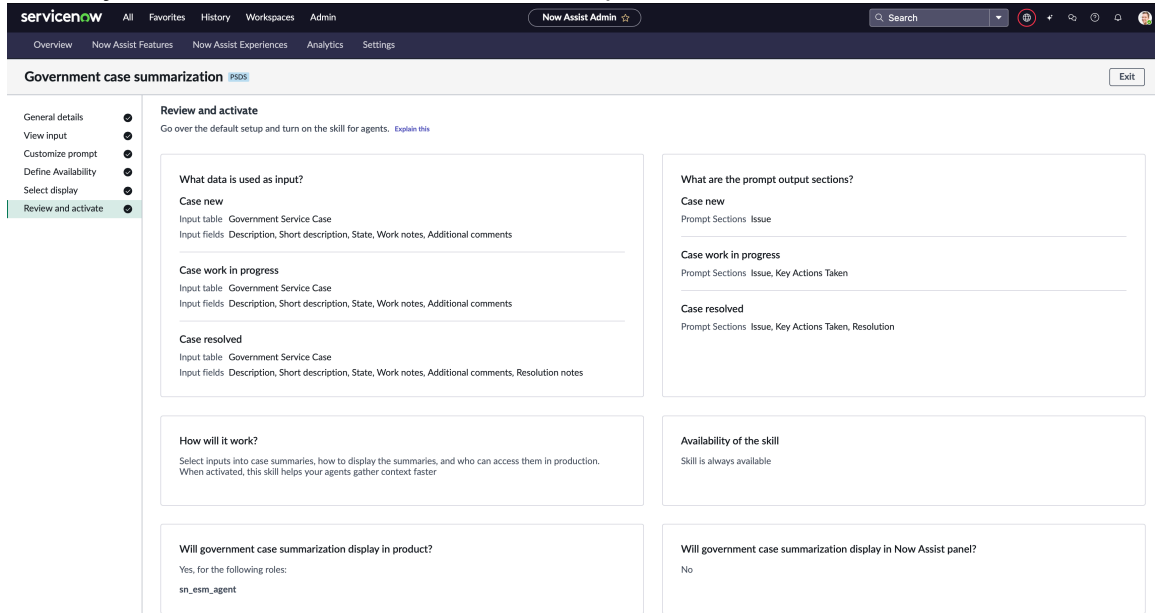 servicenow All Favorites History Workspaces Admin Now Assist Admin Search
Overview Now Assist Features Now Assist Experiences Analytics Settings
Government case summarization PSDS Exit
General details
View input
Customize prompt
Define Availability
Select display
Review and activate
Review and activate
Go over the default setup and turn on the skill for agents. Explain this
What data is used as input?
Case new
Input table Government Service Case
Input fields Description, Short description, State, Work notes, Additional comments
Case work in progress
Input table Government Service Case
Input fields Description, Short description, State, Work notes, Additional comments
Case resolved
Input table Government Service Case
Input fields Description, Short description, State, Work notes, Additional comments, Resolution notes
What are the prompt output sections?
Case new
Prompt Sections Issue
Case work in progress
Prompt Sections Issue, Key Actions Taken
Case resolved
Prompt Sections Issue, Key Actions Taken, Resolution
How will it work?
Select inputs into case summaries, how to display the summaries, and who can access them in production.
When activated, this skill helps your agents gather context faster
Availability of the skill
Skill is always available
Will government case summarization display in product?
Yes, for the following roles:
sn_esm_agent
Will government case summarization display in Now Assist panel?
No